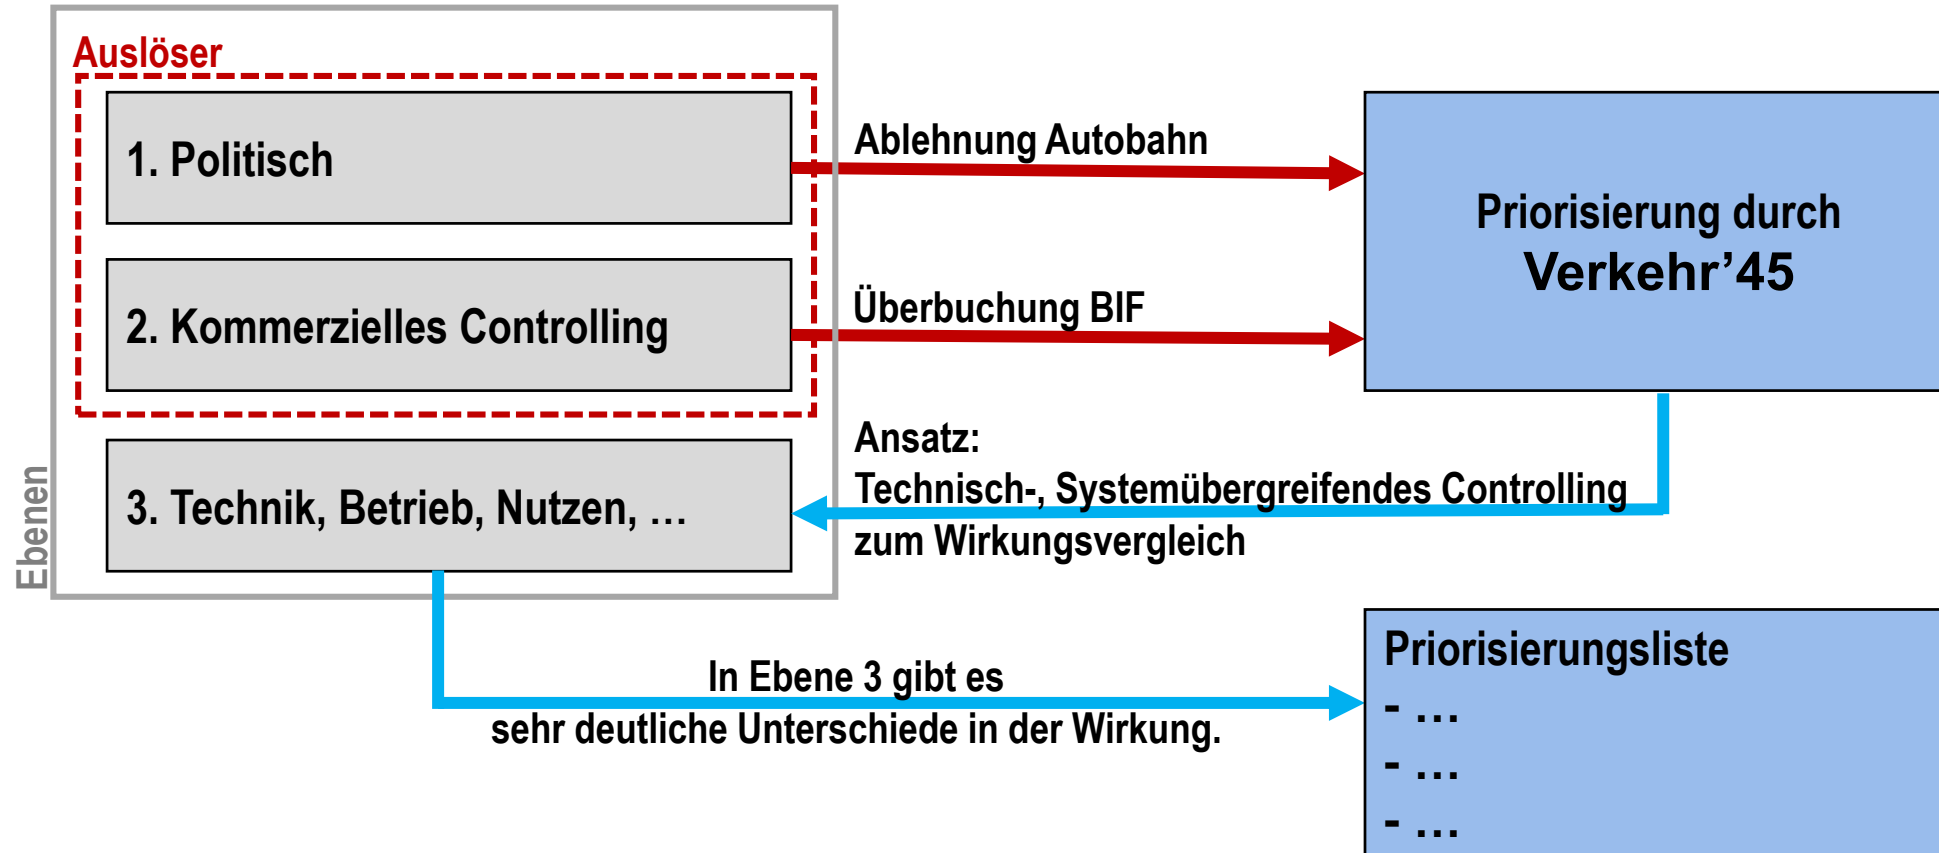 Auslöser
1. Politisch
Ablehnung Autobahn
Priorisierung durch
Verkehr’45
2. Kommerzielles Controlling
Überbuchung BIF
Ebenen
3. Technik, Betrieb, Nutzen, …
Ansatz:
Technisch-, Systemübergreifendes Controlling
zum Wirkungsvergleich
In Ebene 3 gibt es
sehr deutliche Unterschiede in der Wirkung.
Priorisierungsliste
- …
- …
- …